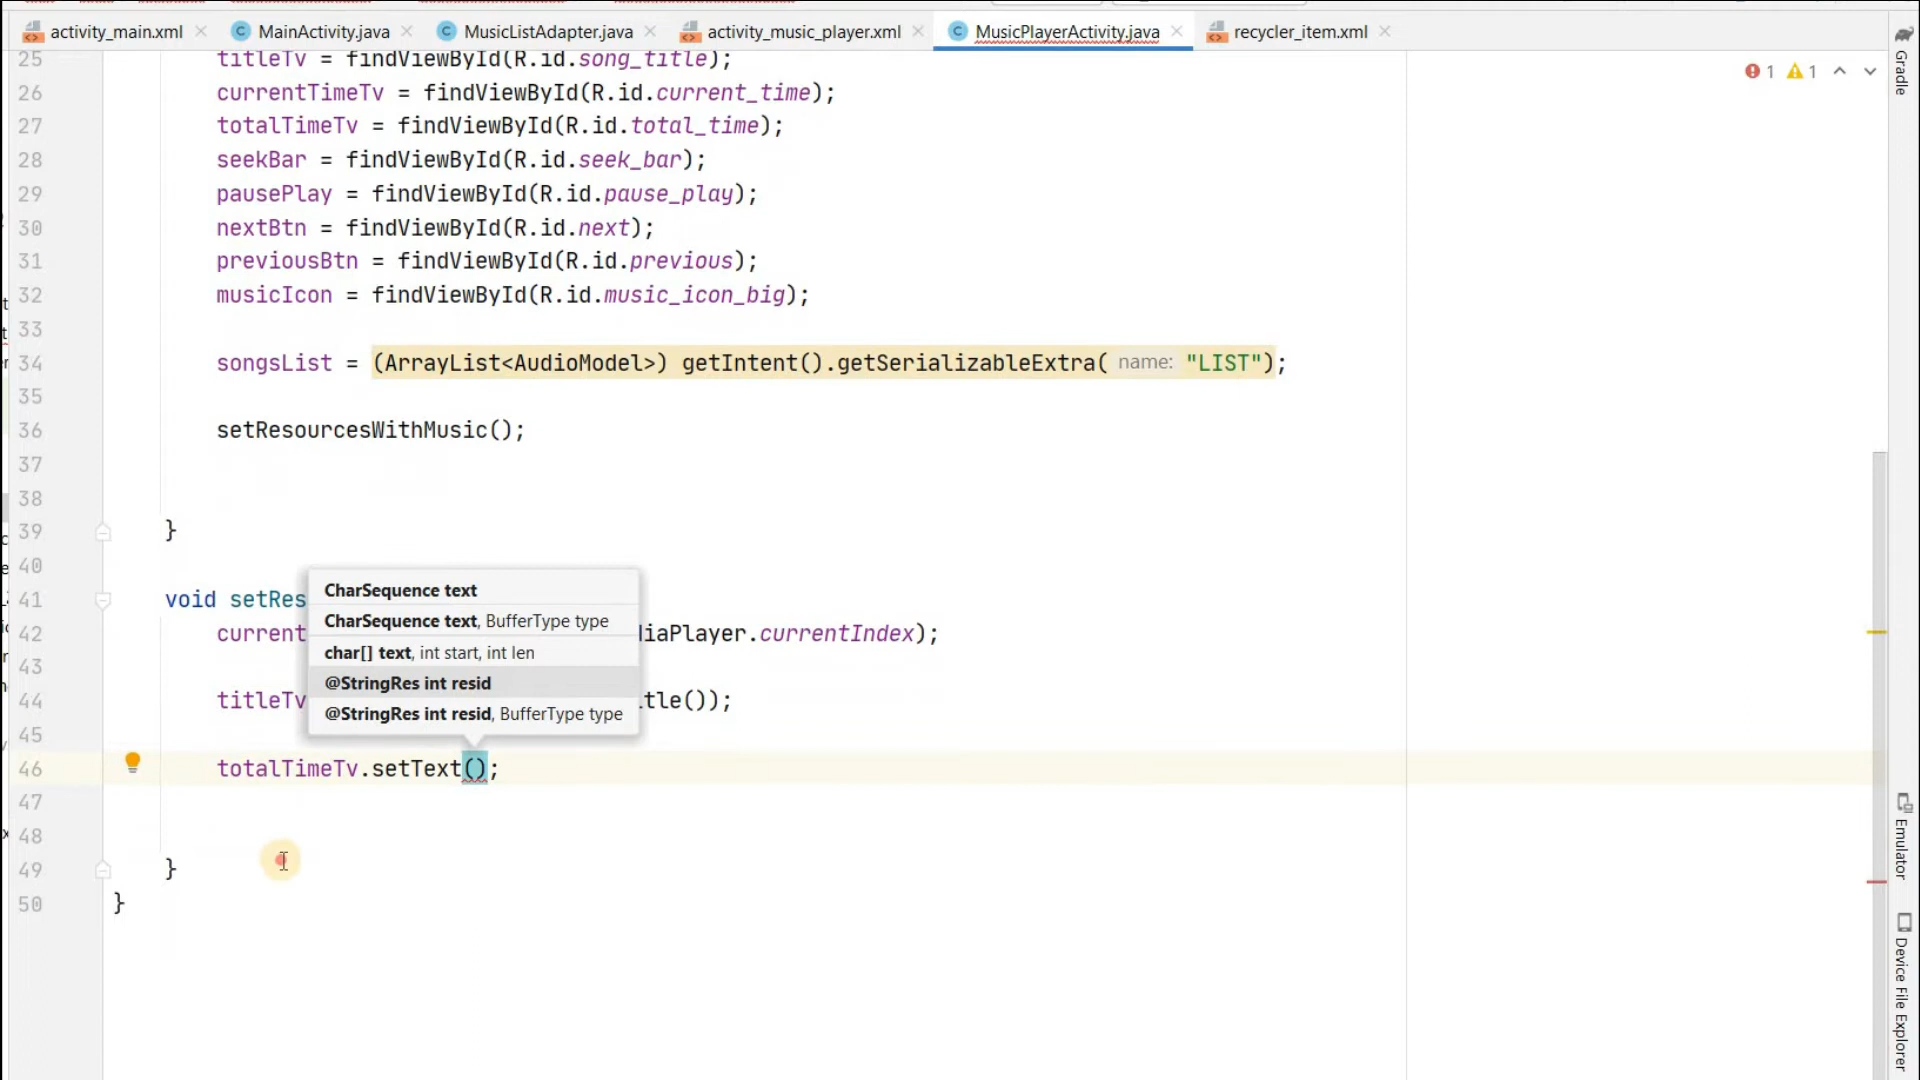 activity_main.xml MainActivity.java MusicListAdapter.java activity_music_player.xml MusicPlayerActivity.java recycler_item.xml
25 titleTv = findViewById(R.id.song_title);
1 1
26 currentTimeTv = findViewById(R.id.current_time);
27 totalTimeTv = findViewById(R.id.total_time);
28 seekBar = findViewById(R.id.seek_bar);
29 pausePlay = findViewById(R.id.pause_play);
30 nextBtn = findViewById(R.id.next);
31 previousBtn = findViewById(R.id.previous);
32 musicIcon = findViewById(R.id.music_icon_big);
33
34 songsList = (ArrayList<AudioModel>) getIntent().getSerializableExtra( name: "LIST");
35
36 setResourcesWithMusic();
37
38
39 }
40
CharSequence text
41 void setRes
CharSequence text, BufferType type
42 current diaPlayer.currentIndex);
char[] text, int start, int len
43
@StringRes int resid
44 titleTv tle());
@StringRes int resid, BufferType type
45
46 totalTimeTv.setText();
47
48
49 }
50 }
Gradle
Emulator
Device File Explorer